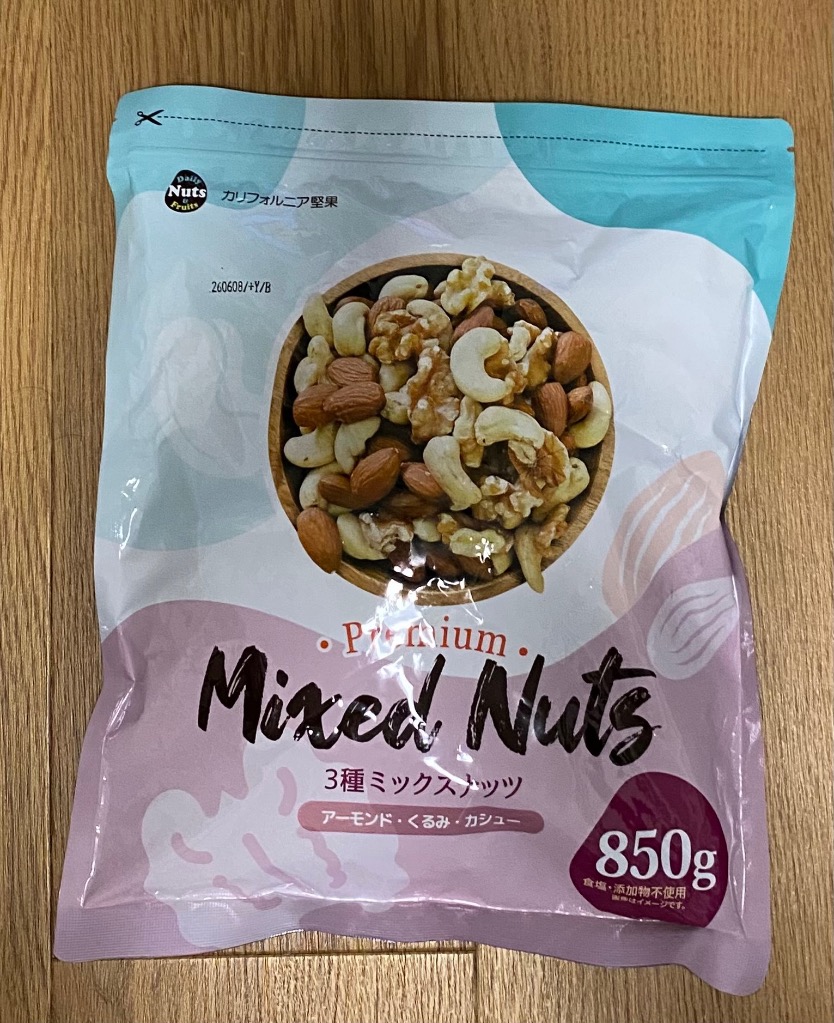 Daily
Nuts
&
Fruits
カリフォルニア堅果
260608/+Y/B
Premium
Mixed Nuts
3種ミックスナッツ
アーモンド・くるみ・カシュー
850g
食塩・添加物不使用
画像はイメージです。